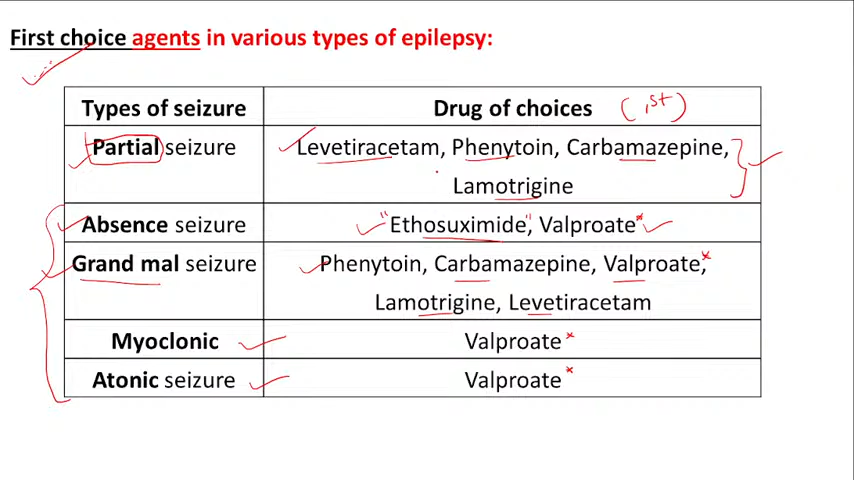 First choice agents in various types of epilepsy:
Types of seizure Drug of choices (1st)
Partial seizure Levetiracetam, Phenytoin, Carbamazepine,
Lamotrigine
Absence seizure "Ethosuximide", Valproate*
Grand mal seizure Phenytoin, Carbamazepine, Valproate,*
Lamotrigine, Levetiracetam
Myoclonic Valproate*
Atonic seizure Valproate*